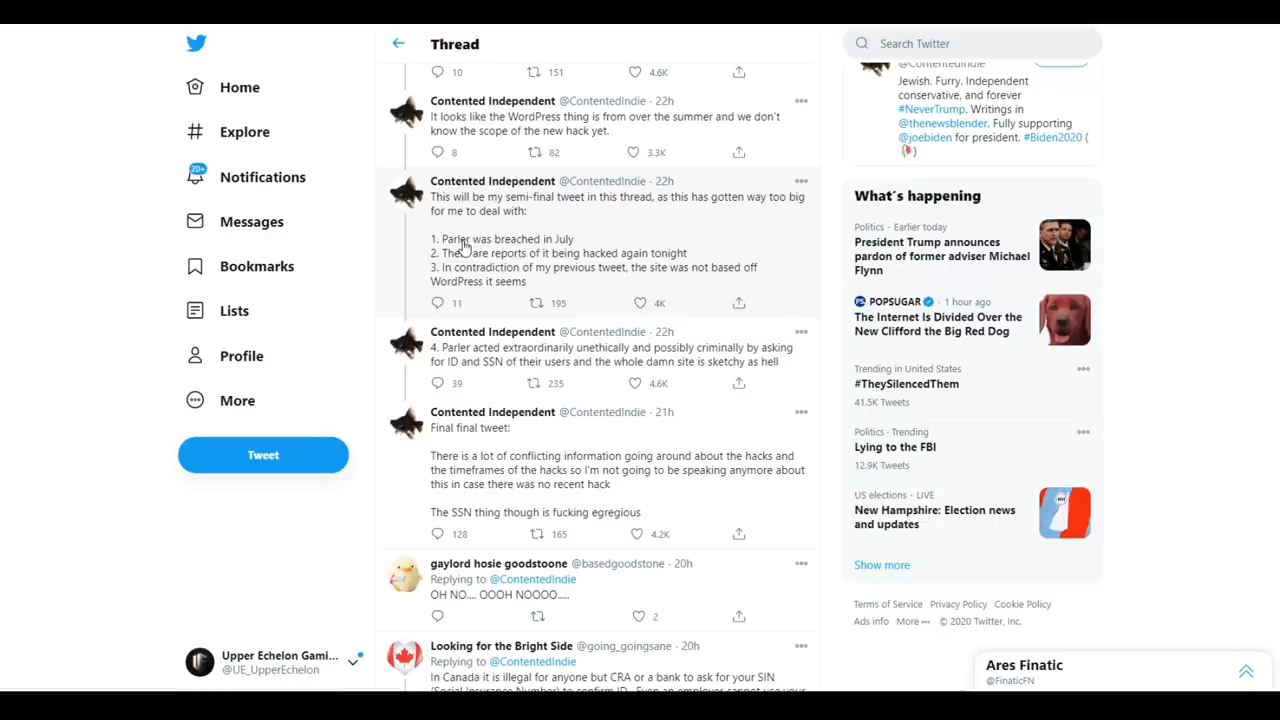 Home
Explore
20+
Notifications
Messages
Bookmarks
Lists
Profile
More
Tweet
Upper Echelon Gami...
@UE_UpperEchelon
Thread
10 151 4.6K
Contented Independent @ContentedIndie · 22h
It looks like the WordPress thing is from over the summer and we don't
know the scope of the new hack yet.
8 82 3.3K
Contented Independent @ContentedIndie · 22h
This will be my semi-final tweet in this thread, as this has gotten way too big
for me to deal with:
1. Parler was breached in July
2. There are reports of it being hacked again tonight
3. In contradiction of my previous tweet, the site was not based off
WordPress it seems
11 195 4K
Contented Independent @ContentedIndie · 22h
4. Parler acted extraordinarily unethically and possibly criminally by asking
for ID and SSN of their users and the whole damn site is sketchy as hell
39 235 4.6K
Contented Independent @ContentedIndie · 21h
Final final tweet:
There is a lot of conflicting information going around about the hacks and
the timeframes of the hacks so I'm not going to be speaking anymore about
this in case there was no recent hack
The SSN thing though is fucking egregious
128 165 4.2K
gaylord hosie goodstoone @basedgoodstone · 20h
Replying to @ContentedIndie
OH NO.... OOOH NOOOO.....
2
Looking for the Bright Side @going_goingsane · 20h
Replying to @ContentedIndie
In Canada it is illegal for anyone but CRA or a bank to ask for your SIN
(Social Insurance Number) to confirm ID. Even an employer cannot use your
Search Twitter
@ContentedIndie
Jewish. Furry. Independent
conservative, and forever
#NeverTrump. Writings in
@thenewsblender. Fully supporting
@joebiden for president. #Biden2020 (
)
What's happening
Politics · Earlier today
President Trump announces
pardon of former adviser Michael
Flynn
POPSUGAR · 1 hour ago
The Internet Is Divided Over the
New Clifford the Big Red Dog
Trending in United States
#TheySilencedThem
41.5K Tweets
Politics · Trending
Lying to the FBI
12.9K Tweets
US elections · LIVE
New Hampshire: Election news
and updates
Show more
Terms of Service Privacy Policy Cookie Policy
Ads info More ··· © 2020 Twitter, Inc.
Ares Finatic
@FinaticFN